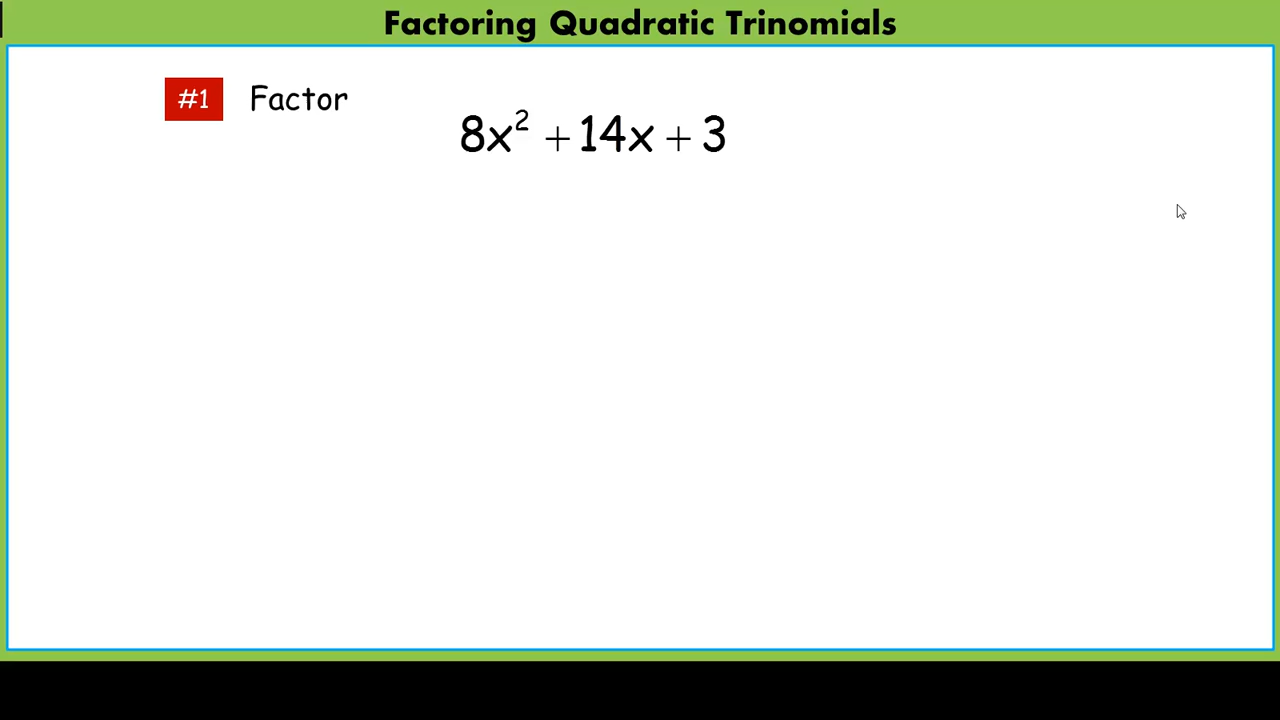 Factoring Quadratic Trinomials
#1 Factor
8x² + 14x + 3